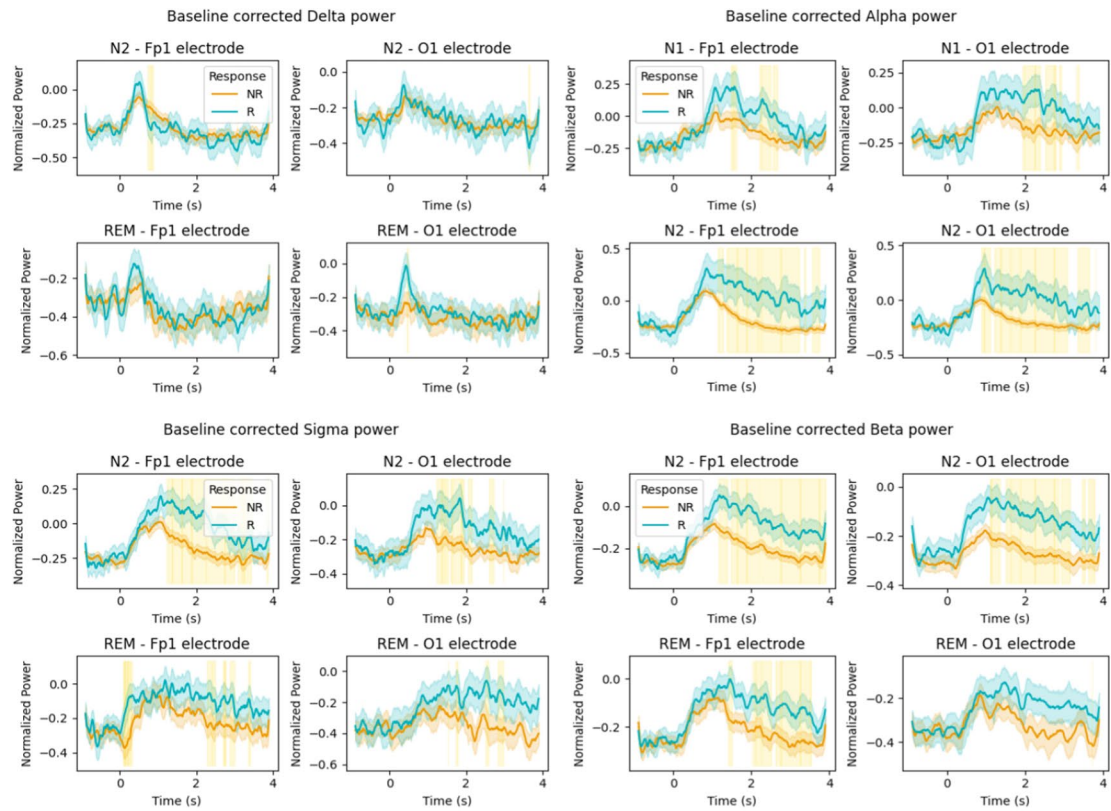 Baseline corrected Delta power
N2 - Fp1 electrode
Normalized Power
0.00
−0.25
−0.50
Response
NR
R
0
2
4
Time (s)
N2 - O1 electrode
Normalized Power
0.0
−0.2
−0.4
0
2
4
Time (s)
REM - Fp1 electrode
Normalized Power
−0.2
−0.4
−0.6
0
2
4
Time (s)
REM - O1 electrode
Normalized Power
0.0
−0.2
−0.4
0
2
4
Time (s)
Baseline corrected Alpha power
N1 - Fp1 electrode
Normalized Power
0.25
0.00
−0.25
Response
NR
R
0
2
4
Time (s)
N1 - O1 electrode
Normalized Power
0.25
0.00
−0.25
0
2
4
Time (s)
N2 - Fp1 electrode
Normalized Power
0.5
0.0
−0.5
0
2
4
Time (s)
N2 - O1 electrode
Normalized Power
0.5
0.0
−0.5
0
2
4
Time (s)
Baseline corrected Sigma power
N2 - Fp1 electrode
Normalized Power
0.25
0.00
−0.25
Response
NR
R
0
2
4
Time (s)
N2 - O1 electrode
Normalized Power
0.0
−0.2
−0.4
0
2
4
Time (s)
REM - Fp1 electrode
Normalized Power
0.0
−0.2
−0.4
0
2
4
Time (s)
REM - O1 electrode
Normalized Power
0.0
−0.2
−0.4
−0.6
0
2
4
Time (s)
Baseline corrected Beta power
N2 - Fp1 electrode
Normalized Power
0.0
−0.2
Response
NR
R
0
2
4
Time (s)
N2 - O1 electrode
Normalized Power
0.0
−0.2
−0.4
0
2
4
Time (s)
REM - Fp1 electrode
Normalized Power
0.0
−0.2
0
2
4
Time (s)
REM - O1 electrode
Normalized Power
−0.2
−0.4
0
2
4
Time (s)